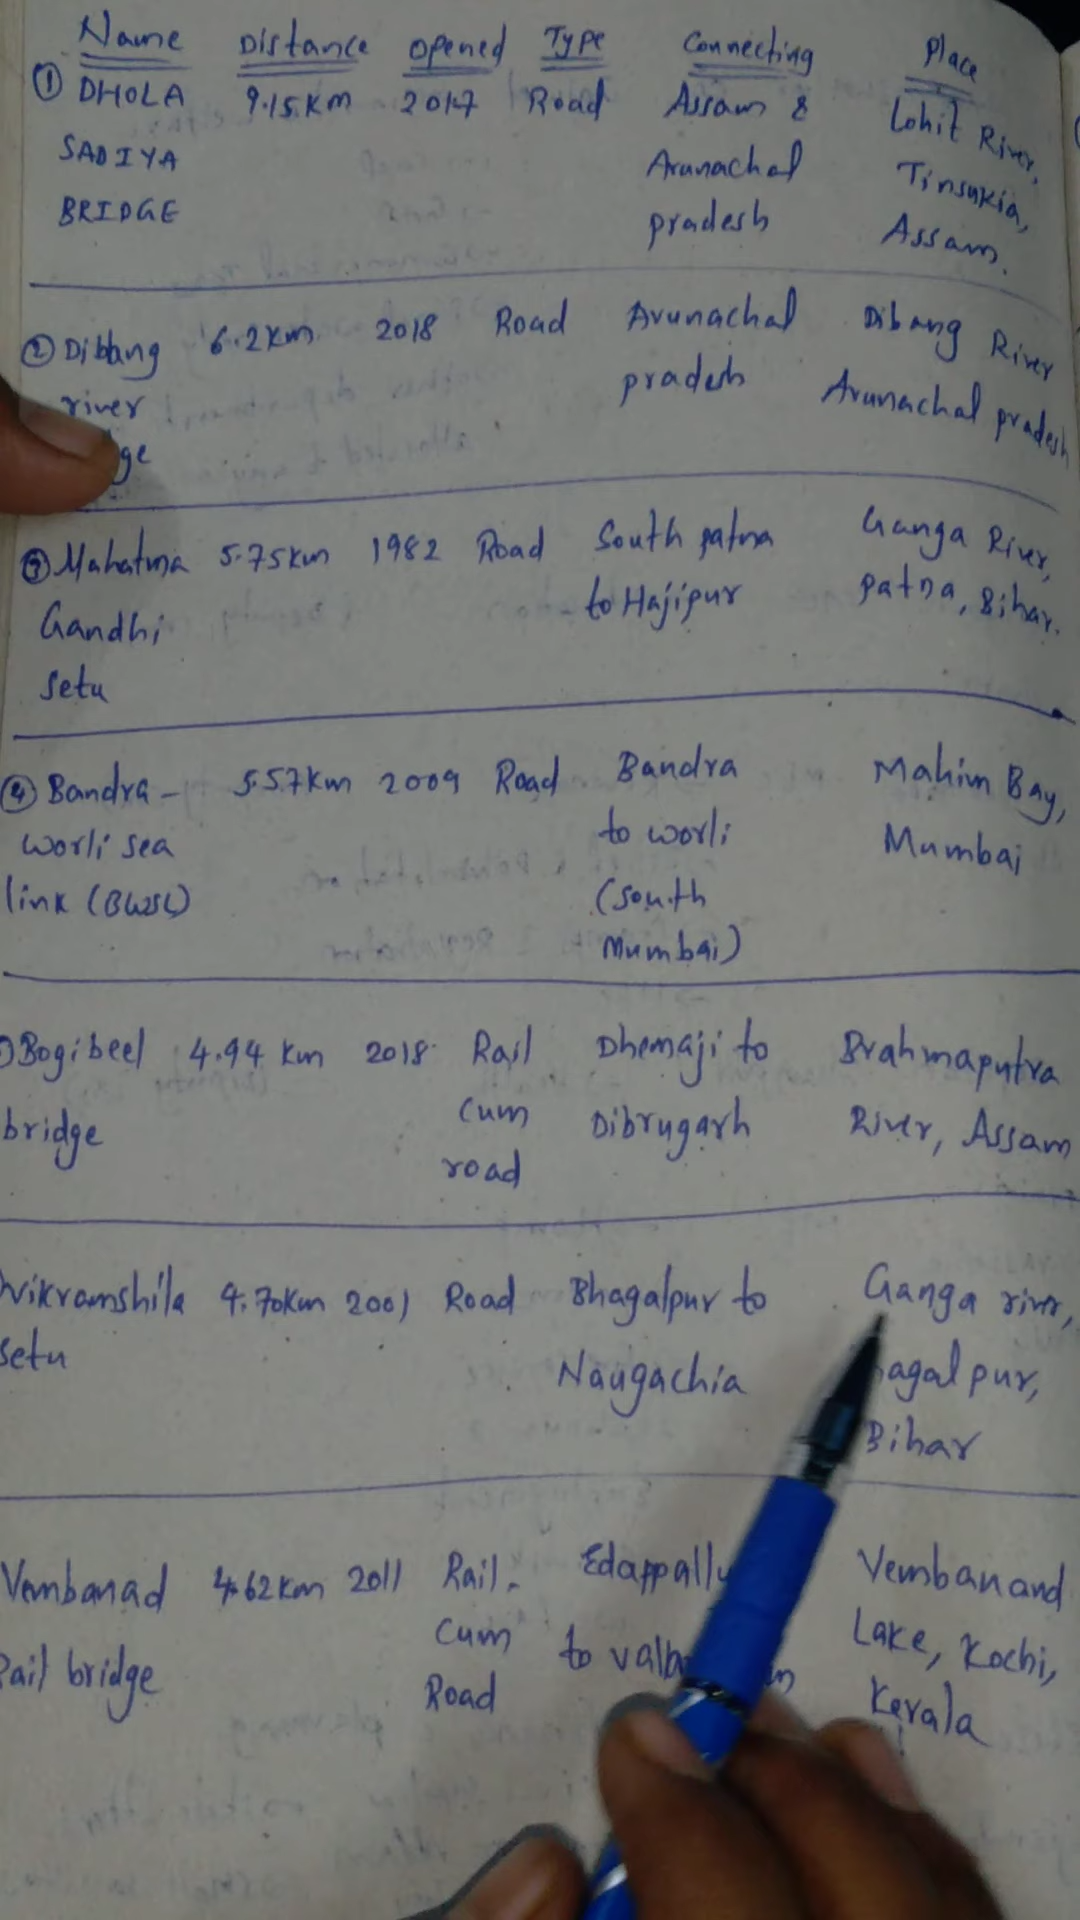 Name Distance opened Type Connecting Place
① DHOLA 9.15KM 2017 Road Assam & Lohit River,
SADIYA Arunachal Tinsukia,
BRIDGE pradesh Assam.
② Dibbang 6.2KM 2018 Road Arunachal Dibang River
river pradesh Arunachal pradesh
ge
③ Mahatma 5.75Km 1982 Road South patna Ganga River,
Gandhi to Hajipur patna, Bihar.
setu
④ Bandra- 5.57Km 2009 Road Bandra Mahim Bay,
worli sea to worli Mumbai
link (BWSL) (south
Mumbai)
Bogibeel 4.94 Km 2018 Rail Dhemaji to Brahmaputra
bridge cum Dibrugarh River, Assam
road
vikramshila 4.70Km 2001 Road Bhagalpur to Ganga river,
setu Naugachia agalpur,
Bihar
Vembanad 4.62Km 2011 Rail. Edappally Vembanand
Rail bridge cum to Lake, Kochi,
Road Kerala